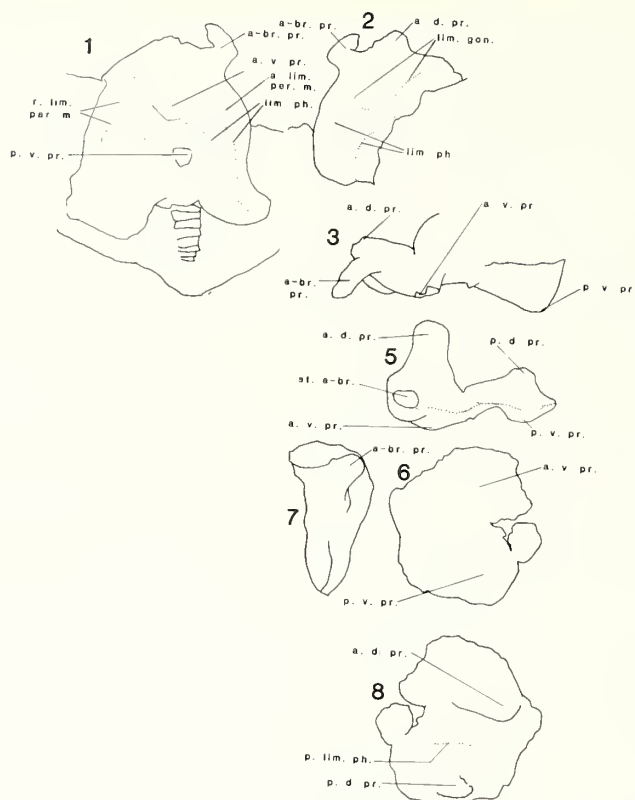 1
a-br. pr.
a-br. pr.
a. v pr.
a lim.
per. m.
lim ph.
r. lim.
par m
p. v. pr.
2
a d. pr.
lim. gon.
lim ph
3
a. d. pr.
a v. pr
a-br.
pr.
p v pr
5
a. d. pr.
p. d pr.
st. a-br.
a. v. pr.
p. v. pr.
7
a-br. pr.
6
a. v pr.
p. v. pr.
8
a. d. pr.
p. lim. ph.
p. d pr.